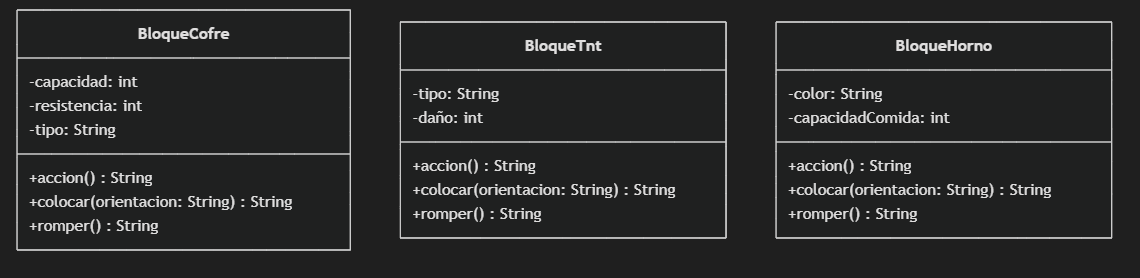 BloqueCofre
-capacidad: int
-resistencia: int
-tipo: String
+accion() : String
+colocar(orientacion: String) : String
+romper() : String
BloqueTnt
-tipo: String
-daño: int
+accion() : String
+colocar(orientacion: String) : String
+romper() : String
BloqueHorno
-color: String
-capacidadComida: int
+accion() : String
+colocar(orientacion: String) : String
+romper() : String